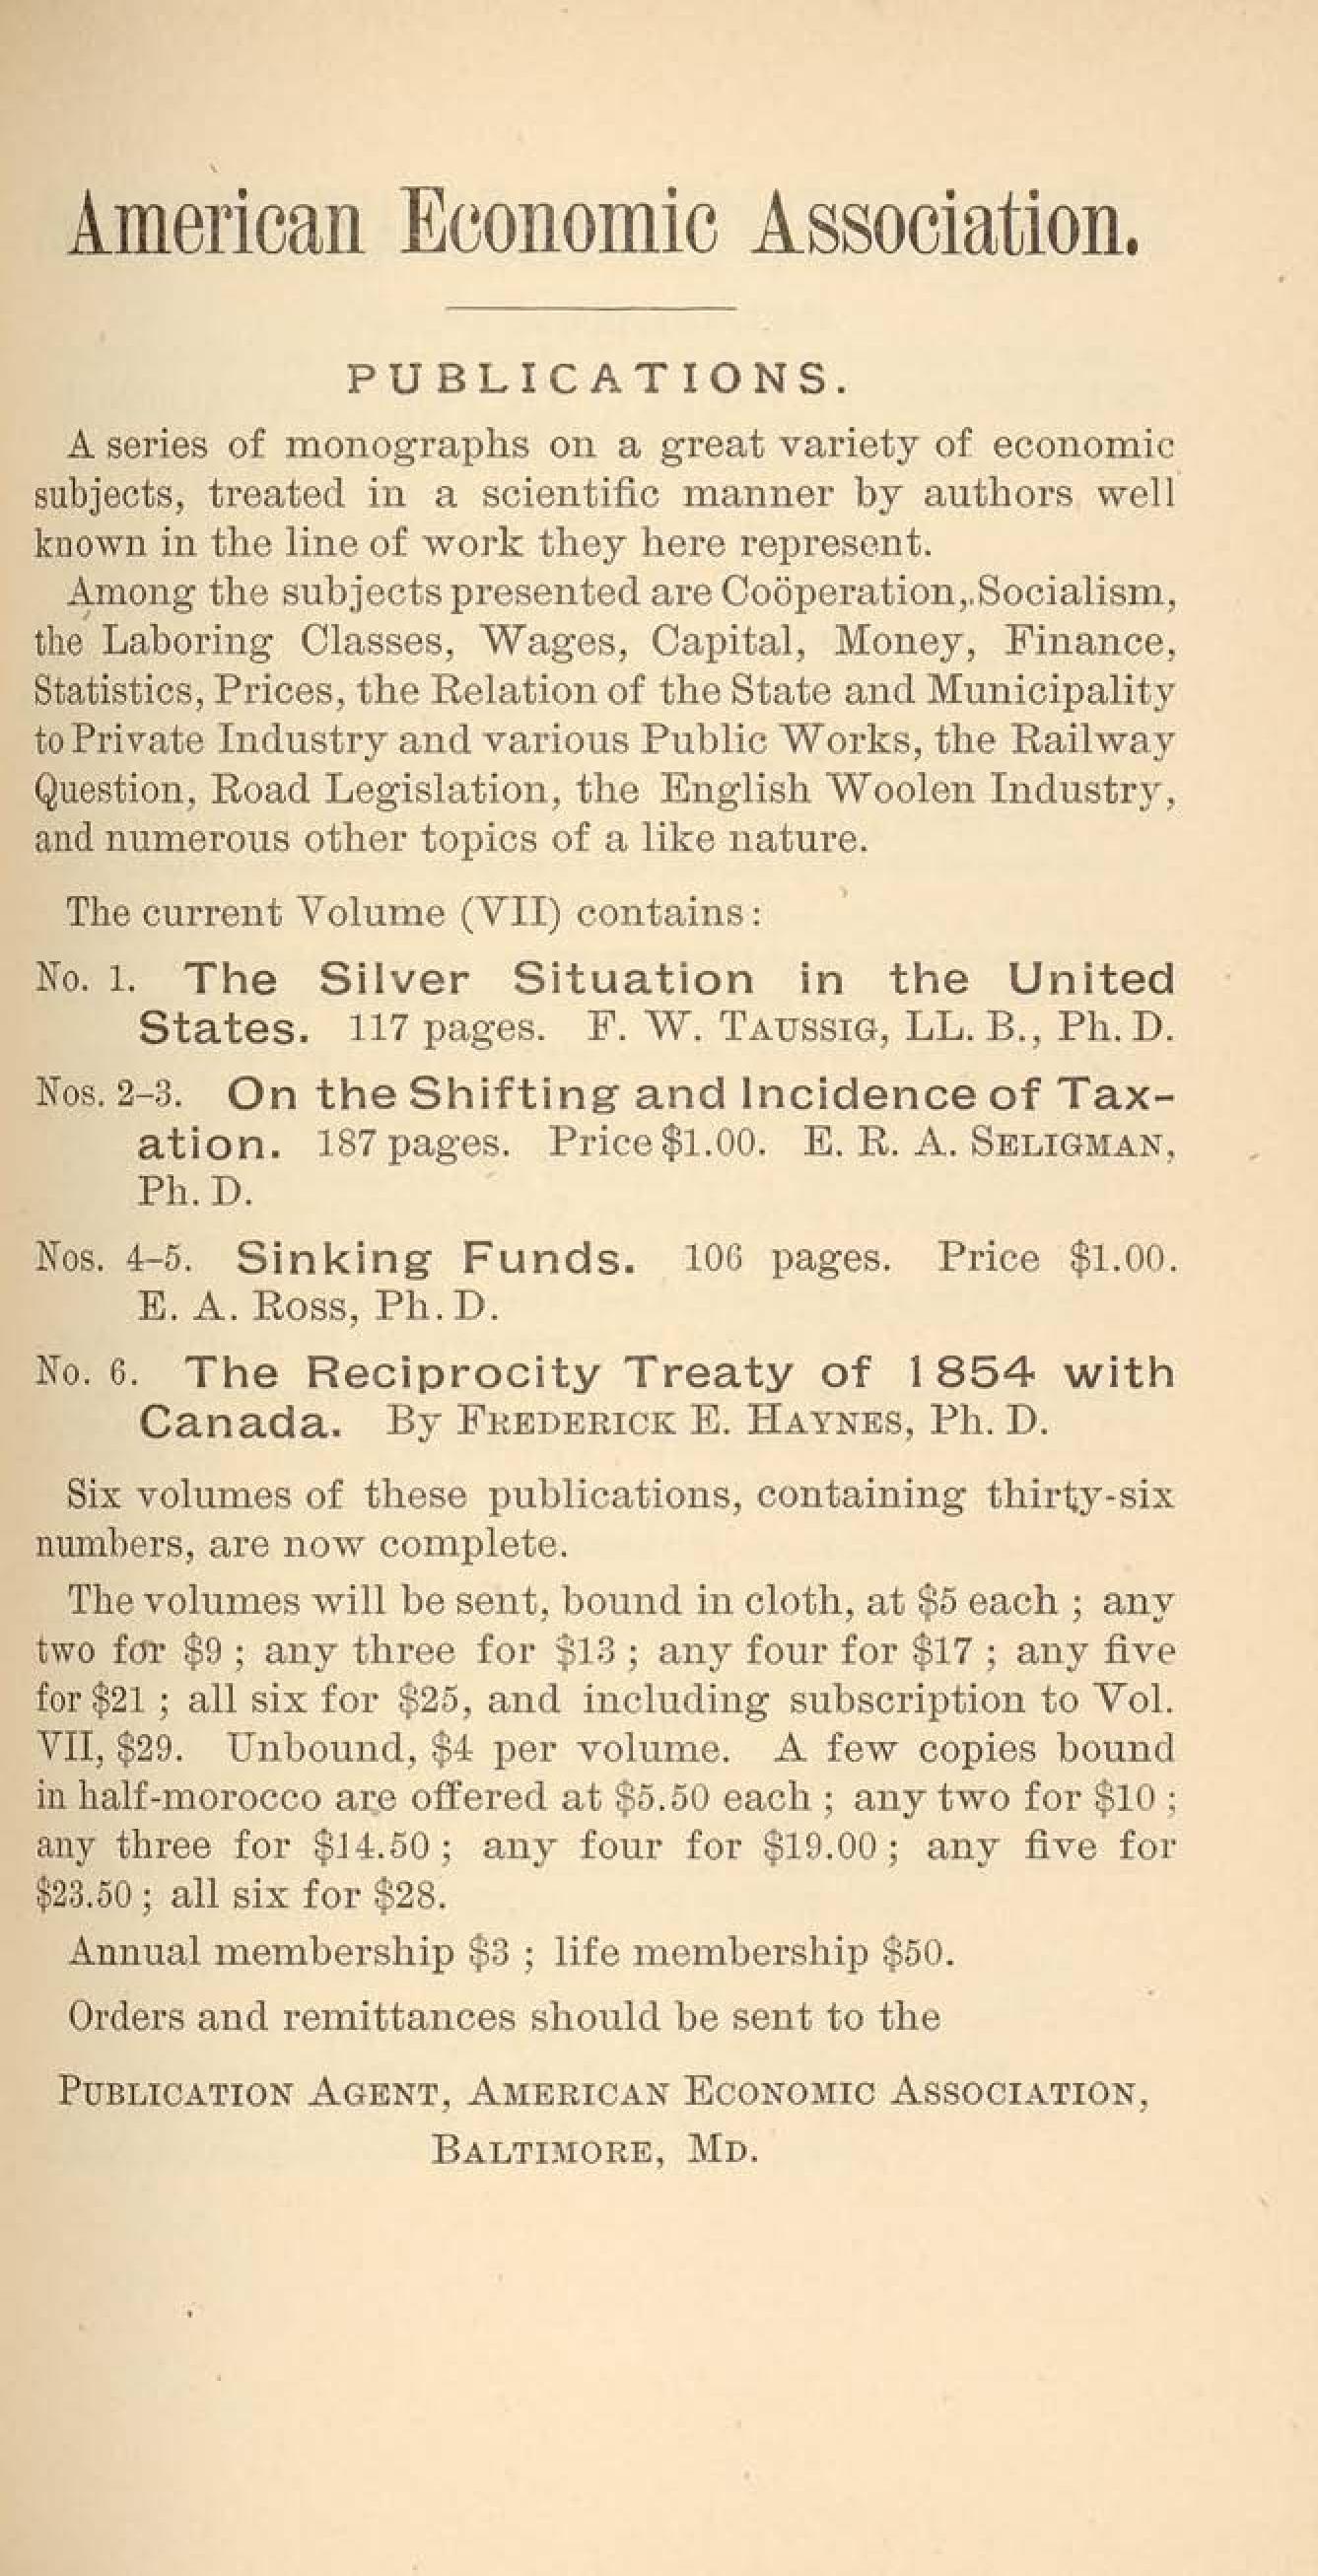 American Economic Association.
PUBLICATIONS.
A series of monographs on a great variety of economic
subjects, treated in a scientific manner by authors well
known in the line of work they here represent.
Among the subjects presented are Coöperation, Socialism,
the Laboring Classes, Wages, Capital, Money, Finance,
Statistics, Prices, the Relation of the State and Municipality
to Private Industry and various Public Works, the Railway
Question, Road Legislation, the English Woolen Industry,
and numerous other topics of a like nature.
The current Volume (VII) contains:
No. 1. The Silver Situation in the United
States. 117 pages. F. W. TAUSSIG, LL. B., Ph. D.
Nos. 2–3. On the Shifting and Incidence of Tax-
ation. 187 pages. Price $1.00. E. R. A. SELIGMAN,
Ph. D.
Nos. 4–5. Sinking Funds. 106 pages. Price $1.00.
E. A. ROSS, Ph. D.
No. 6. The Reciprocity Treaty of 1854 with
Canada. By FREDERICK E. HAYNES, Ph. D.
Six volumes of these publications, containing thirty-six
numbers, are now complete.
The volumes will be sent, bound in cloth, at $5 each ; any
two for $9 ; any three for $13 ; any four for $17 ; any five
for $21 ; all six for $25, and including subscription to Vol.
VII, $29. Unbound, $4 per volume. A few copies bound
in half-morocco are offered at $5.50 each ; any two for $10 ;
any three for $14.50 ; any four for $19.00 ; any five for
$23.50 ; all six for $28.
Annual membership $3 ; life membership $50.
Orders and remittances should be sent to the
PUBLICATION AGENT, AMERICAN ECONOMIC ASSOCIATION,
BALTIMORE, MD.